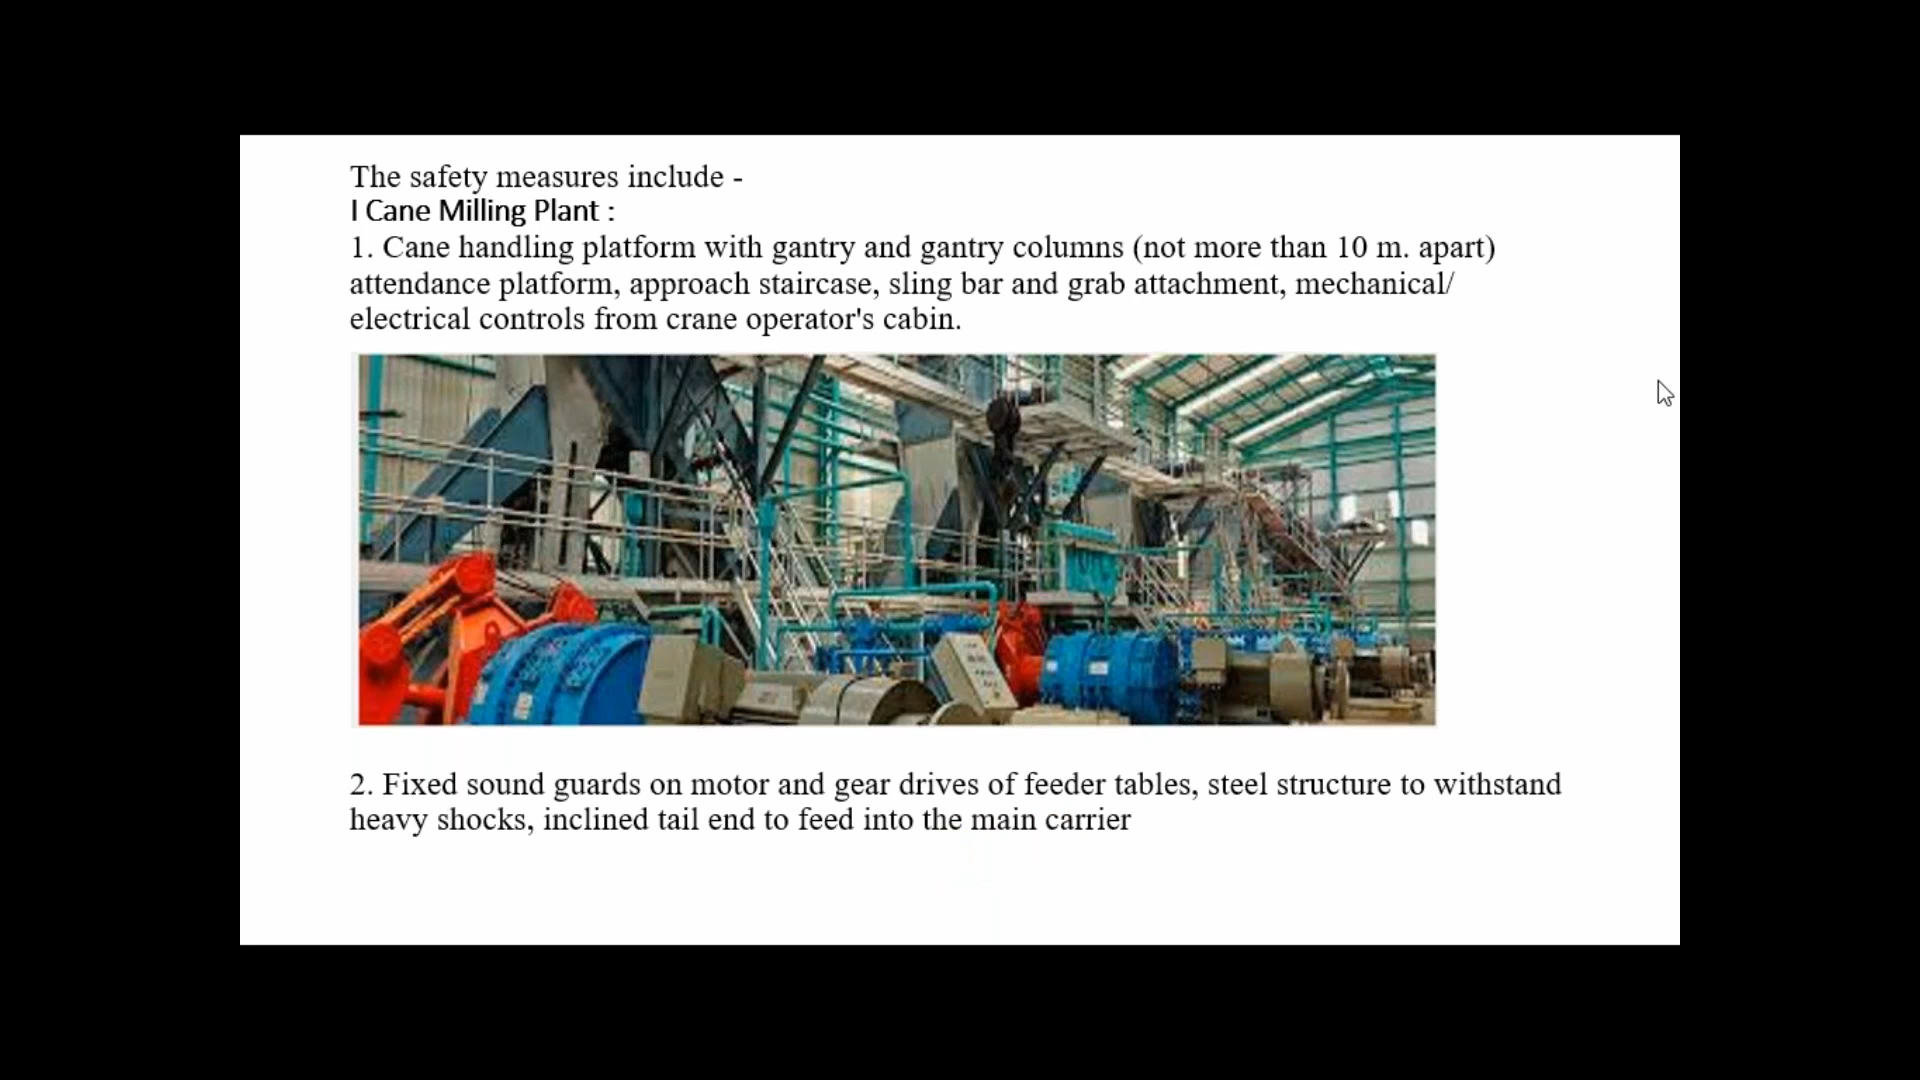 The safety measures include -
I Cane Milling Plant :
1. Cane handling platform with gantry and gantry columns (not more than 10 m. apart)
attendance platform, approach staircase, sling bar and grab attachment, mechanical/
electrical controls from crane operator's cabin.
2. Fixed sound guards on motor and gear drives of feeder tables, steel structure to withstand
heavy shocks, inclined tail end to feed into the main carrier